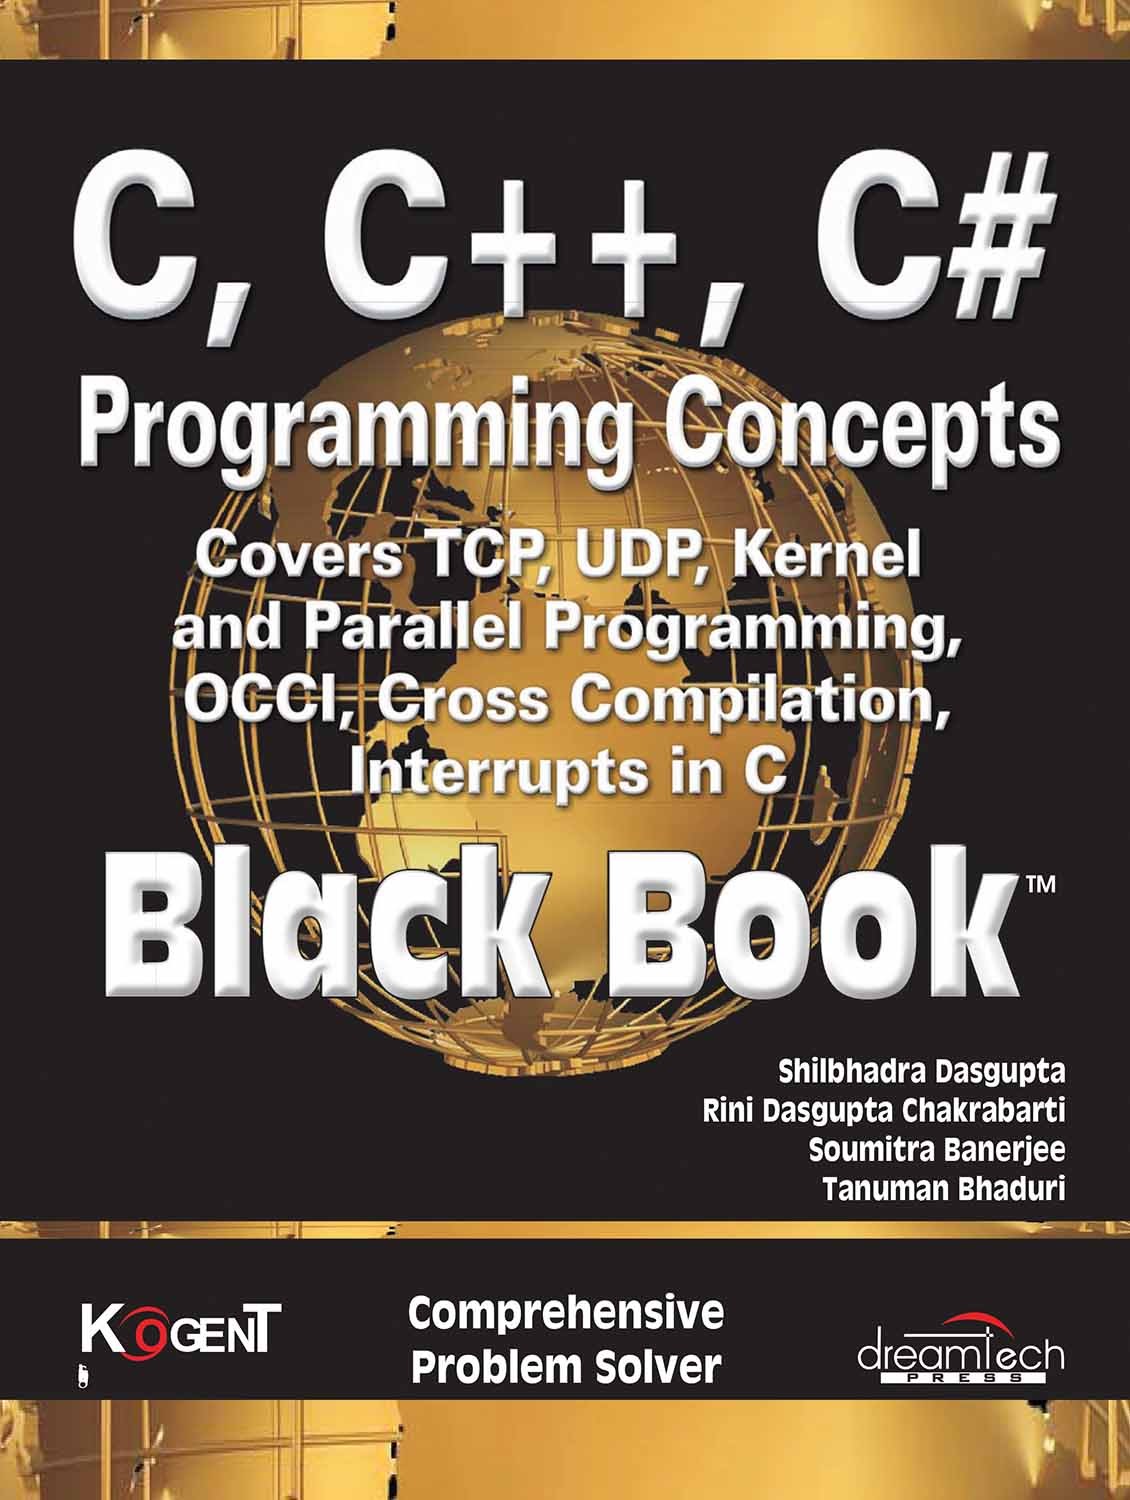 C, C++, C#
Programming Concepts
Covers TCP, UDP, Kernel
and Parallel Programming,
OCCI, Cross Compilation,
Interrupts in C
Black Book™
Shilbhadra Dasgupta
Rini Dasgupta Chakrabarti
Soumitra Banerjee
Tanuman Bhaduri
KOGENT
Comprehensive
Problem Solver
dreamtech
PRESS